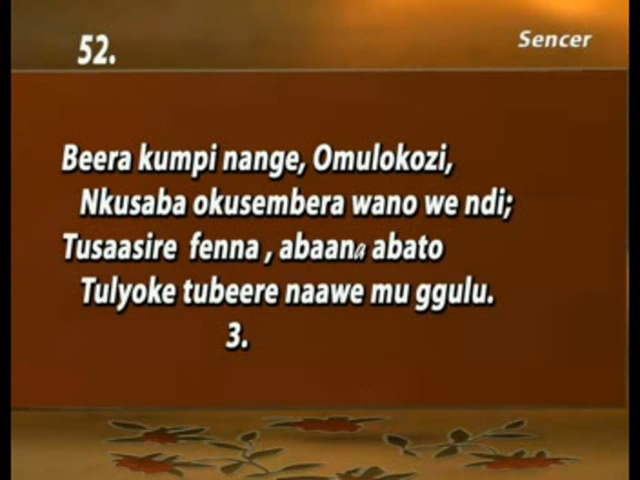 52.
Sencer
Beera kumpi nange, Omulokozi,
Nkusaba okusembera wano we ndi;
Tusaasire fenna , abaana abato
Tulyoke tubeere naawe mu ggulu.
3.